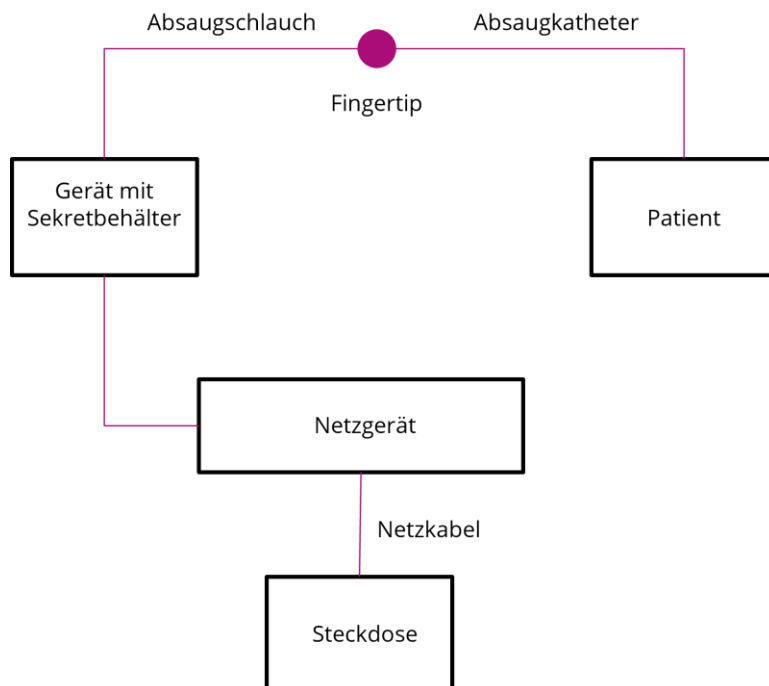 Absaugschlauch
Absaugkatheter
Fingertip
Gerät mit
Sekretbehälter
Patient
Netzgerät
Netzkabel
Steckdose